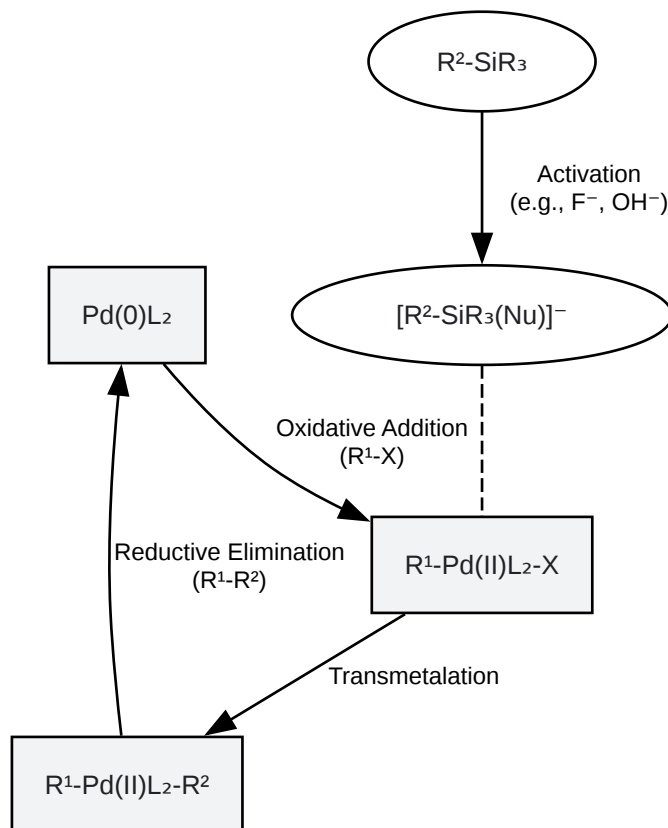 R²-SiR₃
Activation
(e.g., F⁻, OH⁻)
Pd(0)L₂
[R²-SiR₃(Nu)]⁻
Oxidative Addition
(R¹-X)
Reductive Elimination
(R¹-R²)
R¹-Pd(II)L₂-X
Transmetalation
R¹-Pd(II)L₂-R²